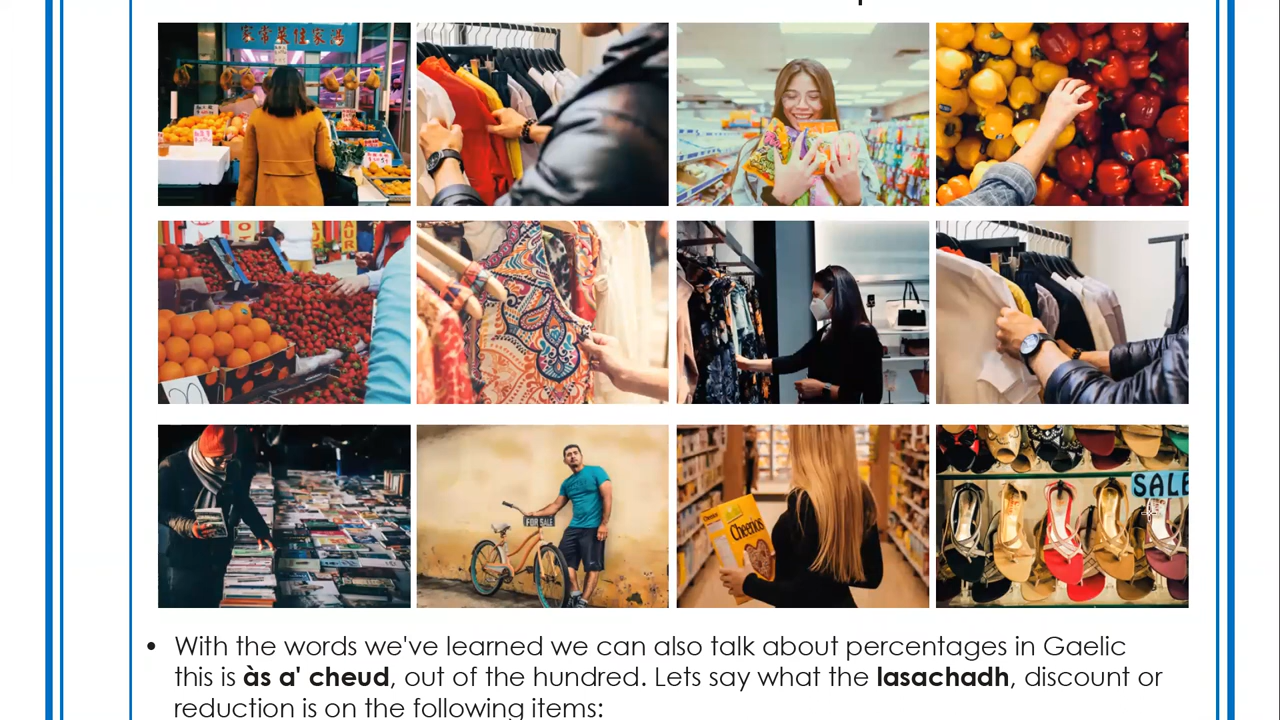 FOR SALE
Cheerios
SALE
• With the words we've learned we can also talk about percentages in Gaelic
this is às a' cheud, out of the hundred. Lets say what the lasachadh, discount or
reduction is on the following items: